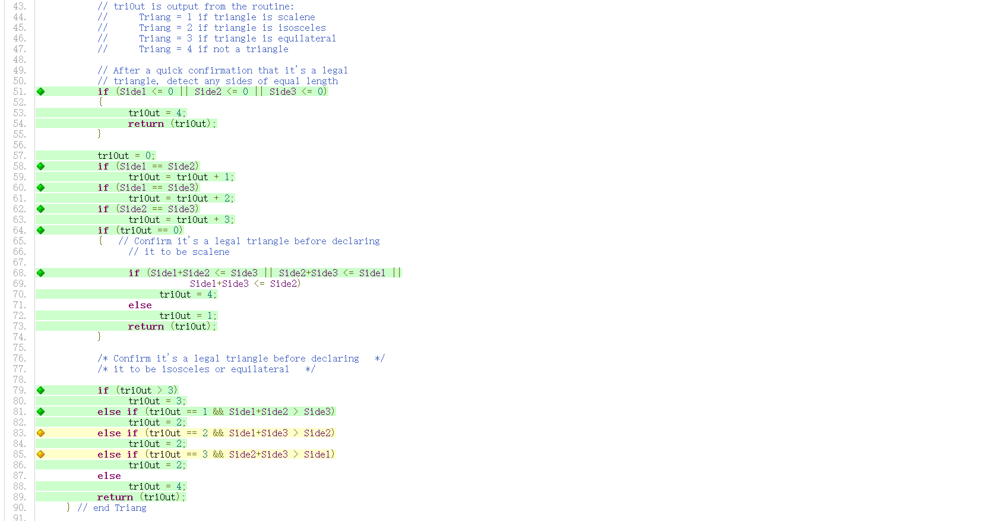 43. // triOut is output from the routine:
44. // Triang = 1 if triangle is scalene
45. // Triang = 2 if triangle is isosceles
46. // Triang = 3 if triangle is equilateral
47. // Triang = 4 if not a triangle
48.
49. // After a quick confirmation that it's a legal
50. // triangle, detect any sides of equal length
51. if (Side1 <= 0 || Side2 <= 0 || Side3 <= 0)
52. {
53. triOut = 4;
54. return (triOut);
55. }
56.
57. triOut = 0;
58. if (Side1 == Side2)
59. triOut = triOut + 1;
60. if (Side1 == Side3)
61. triOut = triOut + 2;
62. if (Side2 == Side3)
63. triOut = triOut + 3;
64. if (triOut == 0)
65. { // Confirm it's a legal triangle before declaring
66. // it to be scalene
67.
68. if (Side1+Side2 <= Side3 || Side2+Side3 <= Side1 ||
69. Side1+Side3 <= Side2)
70. triOut = 4;
71. else
72. triOut = 1;
73. return (triOut);
74. }
75.
76. /* Confirm it's a legal triangle before declaring */
77. /* it to be isosceles or equilateral */
78.
79. if (triOut > 3)
80. triOut = 3;
81. else if (triOut == 1 && Side1+Side2 > Side3)
82. triOut = 2;
83. else if (triOut == 2 && Side1+Side3 > Side2)
84. triOut = 2;
85. else if (triOut == 3 && Side2+Side3 > Side1)
86. triOut = 2;
87. else
88. triOut = 4;
89. return (triOut);
90. } // end Triang
91.